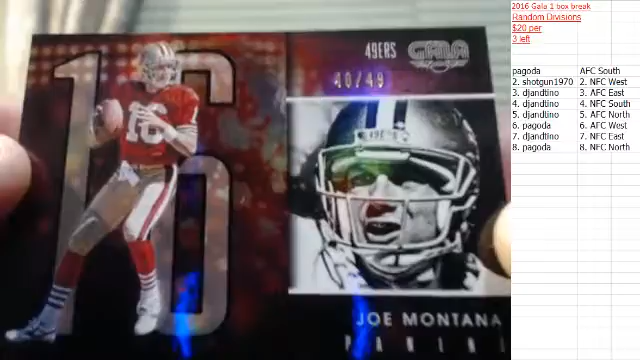 16
16
49ERS GALA
40/49
49ERS
JOE MONTANA
PANINI
2016 Gala 1 box break
Random Divisions
$20 per
3 left
pagoda AFC South
2. shotgun1970 2. NFC West
3. djandtino 3. AFC East
4. djandtino 4. NFC South
5. djandtino 5. AFC North
6. pagoda 6. AFC West
7. djandtino 7. NFC East
8. pagoda 8. NFC North